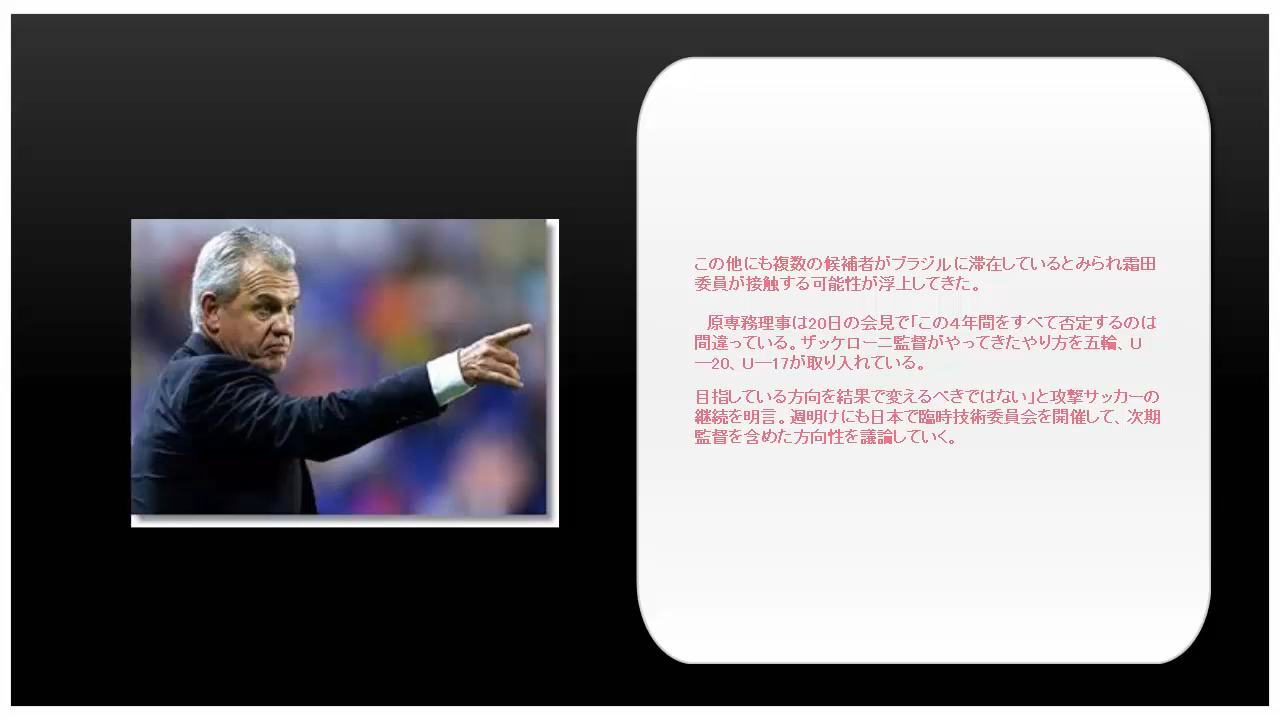 この他にも複数の候補者がブラジルに滞在しているとみられ霜田
委員が接触する可能性が浮上してきた。
原専務理事は20日の会見で「この４年間をすべて否定するのは
間違っている。ザッケローニ監督がやってきたやり方を五輪、U
―20、U―17が取り入れている。
目指している方向を結果で変えるべきではない」と攻撃サッカーの
継続を明言。週明けにも日本で臨時技術委員会を開催して、次期
監督を含めた方向性を議論していく。